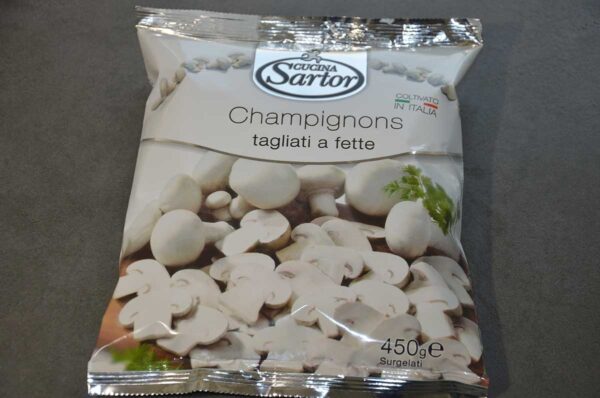 CUCINA
Sartor
COLTIVATO
IN ITALIA
Champignons
tagliati a fette
450g℮
Surgelati